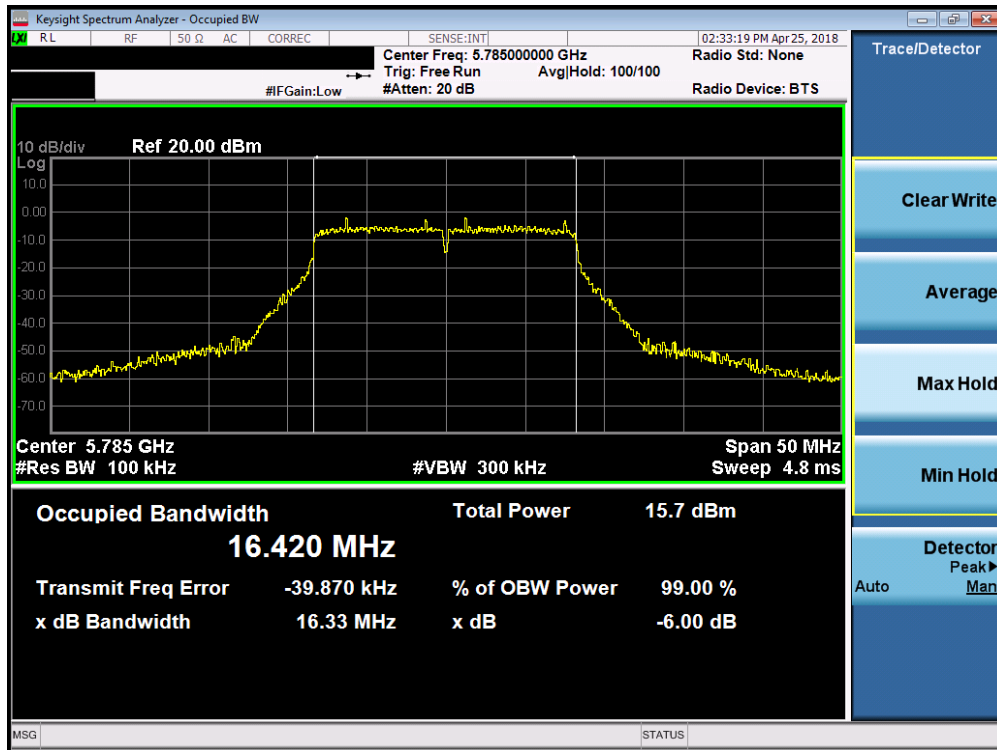 Keysight Spectrum Analyzer - Occupied BW
LXI RL RF 50 Ω AC CORREC SENSE:INT 02:33:19 PM Apr 25, 2018
Center Freq: 5.785000000 GHz Radio Std: None
Trig: Free Run Avg|Hold: 100/100
#IFGain:Low #Atten: 20 dB Radio Device: BTS
10 dB/div Ref 20.00 dBm
Log
10.0
0.00
-10.0
-20.0
-30.0
-40.0
-50.0
-60.0
-70.0
Center 5.785 GHz Span 50 MHz
#Res BW 100 kHz #VBW 300 kHz Sweep 4.8 ms
Occupied Bandwidth Total Power 15.7 dBm
16.420 MHz
Transmit Freq Error -39.870 kHz % of OBW Power 99.00 %
x dB Bandwidth 16.33 MHz x dB -6.00 dB
MSG STATUS
Trace/Detector
Clear Write
Average
Max Hold
Min Hold
Detector
Peak▶
Auto Man